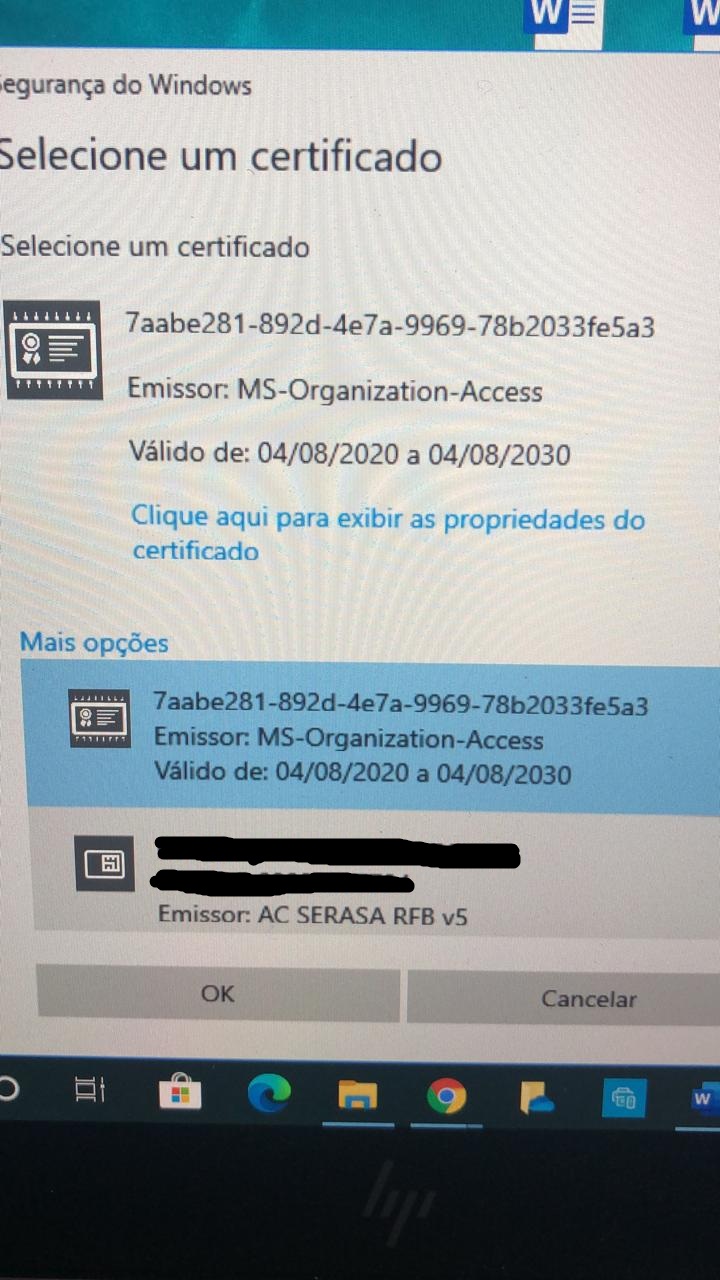 W
W
egurança do Windows
Selecione um certificado
Selecione um certificado
7aabe281-892d-4e7a-9969-78b2033fe5a3
Emissor: MS-Organization-Access
Válido de: 04/08/2020 a 04/08/2030
Clique aqui para exibir as propriedades do
certificado
Mais opções
7aabe281-892d-4e7a-9969-78b2033fe5a3
Emissor: MS-Organization-Access
Válido de: 04/08/2020 a 04/08/2030
Emissor: AC SERASA RFB v5
OK
Cancelar
W
hp